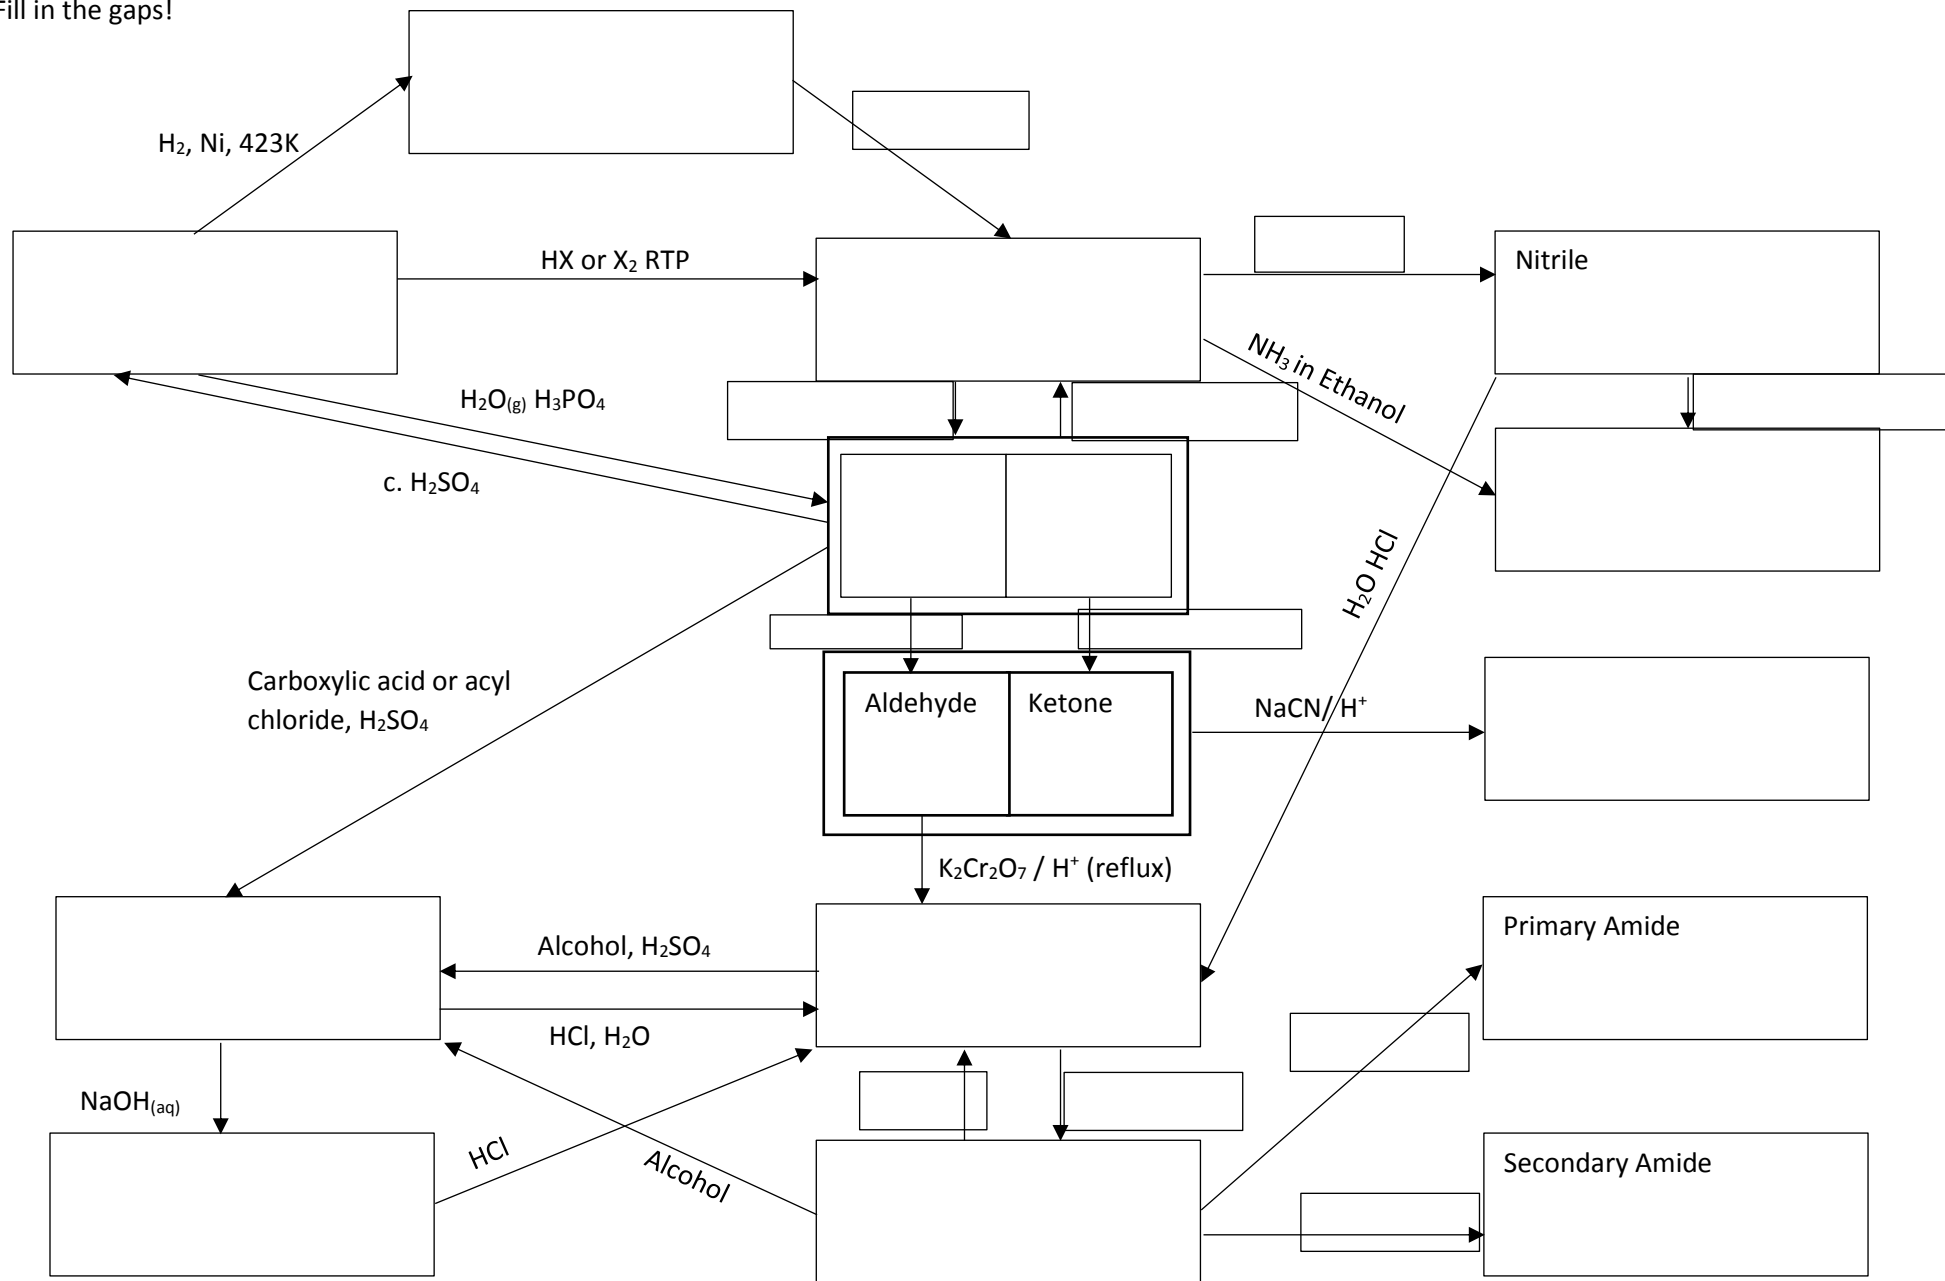 Fill in the gaps!
H₂, Ni, 423K
HX or X₂ RTP
Nitrile
NH₃ in Ethanol
H₂O₍g₎ H₃PO₄
c. H₂SO₄
H₂O HCl
Carboxylic acid or acyl
chloride, H₂SO₄
Aldehyde
Ketone
NaCN/ H⁺
K₂Cr₂O₇ / H⁺ (reflux)
Primary Amide
Alcohol, H₂SO₄
HCl, H₂O
NaOH₍aq₎
HCl
Alcohol
Secondary Amide